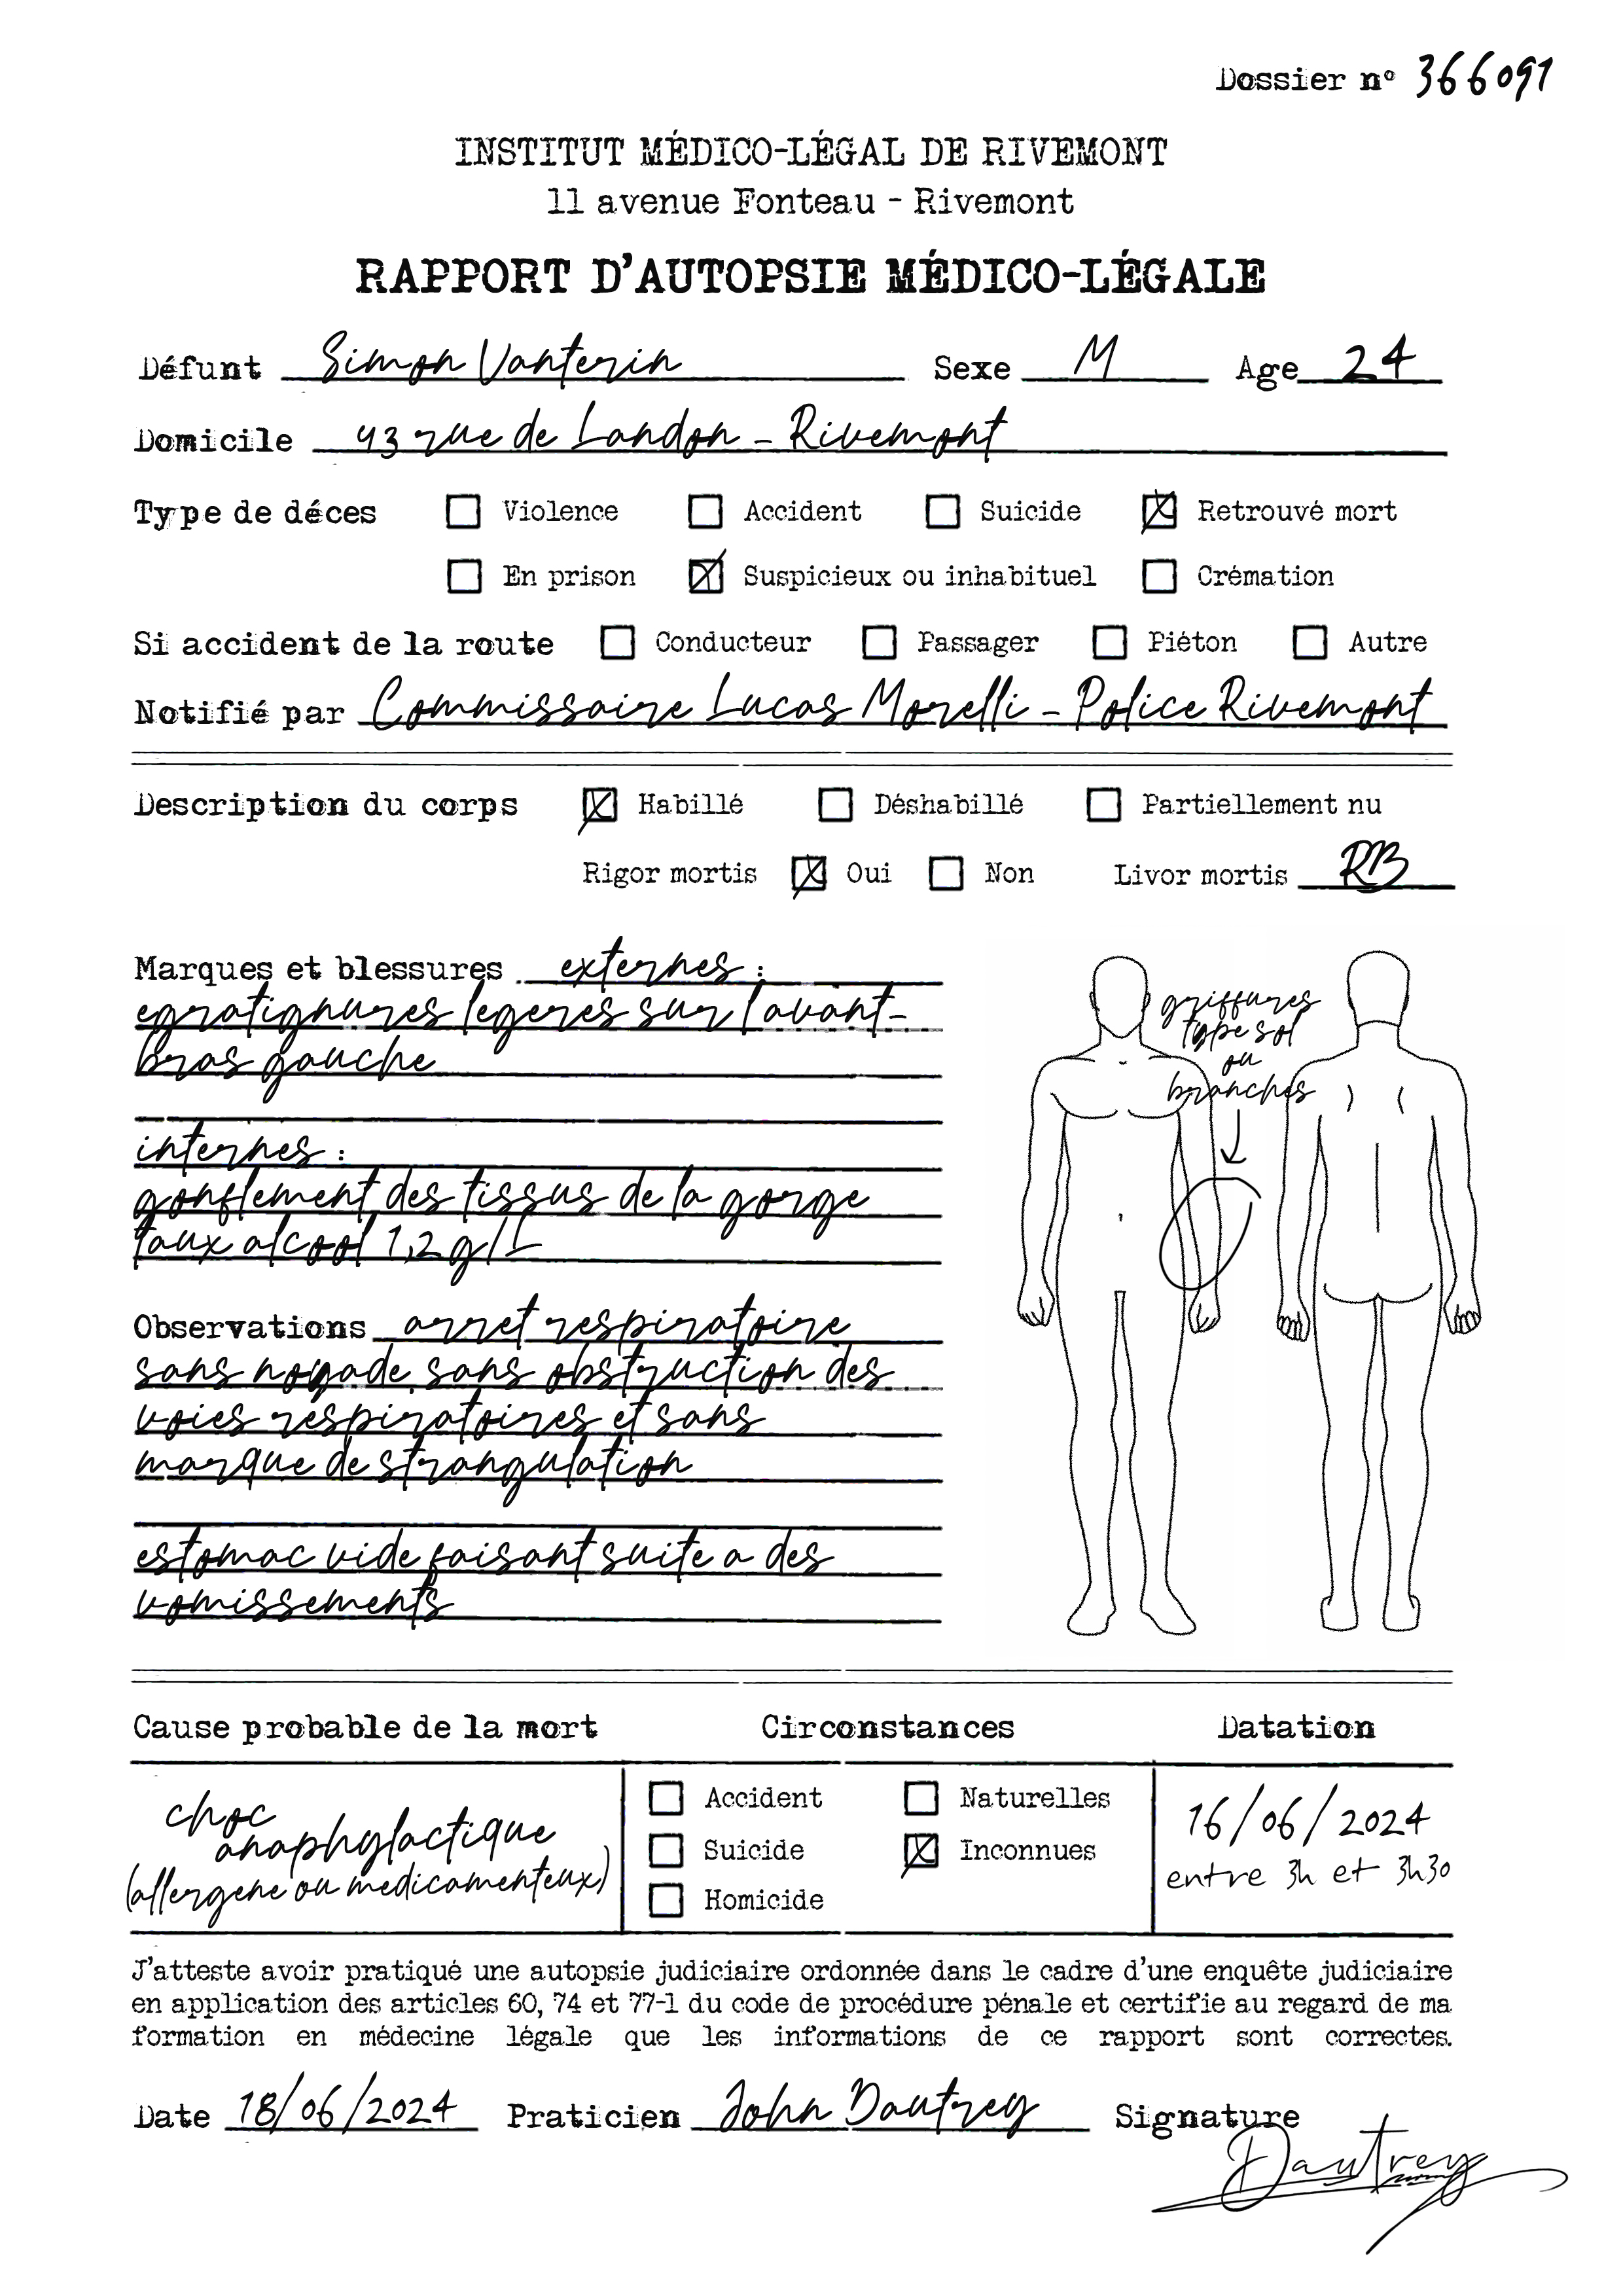 Dossier n° 366091
INSTITUT MÉDICO-LÉGAL DE RIVEMONT
11 avenue Fonteau - Rivemont
RAPPORT D'AUTOPSIE MÉDICO-LÉGALE
Défunt Simon Vanterin Sexe M Age 24
Domicile 43 rue de Landon - Rivemont
Type de déces Violence Accident Suicide Retrouvé mort
En prison Suspicieux ou inhabituel Crémation
Si accident de la route Conducteur Passager Piéton Autre
Notifié par Commissaire Lucas Morelli - Police Rivemont
Description du corps Habillé Déshabillé Partiellement nu
Rigor mortis Oui Non Livor mortis RB
Marques et blessures externes :
egratignures legeres sur l'avant-
bras gauche
internes :
gonflement des tissus de la gorge
taux alcool 1,2 g/L
griffures
type sol
ou
branches
Observations arret respiratoire
sans noyade, sans obstruction des
voies respiratoires et sans
marque de strangulation
estomac vide faisant suite a des
vomissements
Cause probable de la mort Circonstances Datation
choc
anaphylactique
(allergene ou medicamenteux)
Accident Naturelles
Suicide Inconnues
Homicide
16/06/2024
entre 3h et 3h30
J'atteste avoir pratiqué une autopsie judiciaire ordonnée dans le cadre d'une enquête judiciaire
en application des articles 60, 74 et 77-1 du code de procédure pénale et certifie au regard de ma
formation en médecine légale que les informations de ce rapport sont correctes.
Date 18/06/2024 Praticien John Dautrey Signature
Dautrey